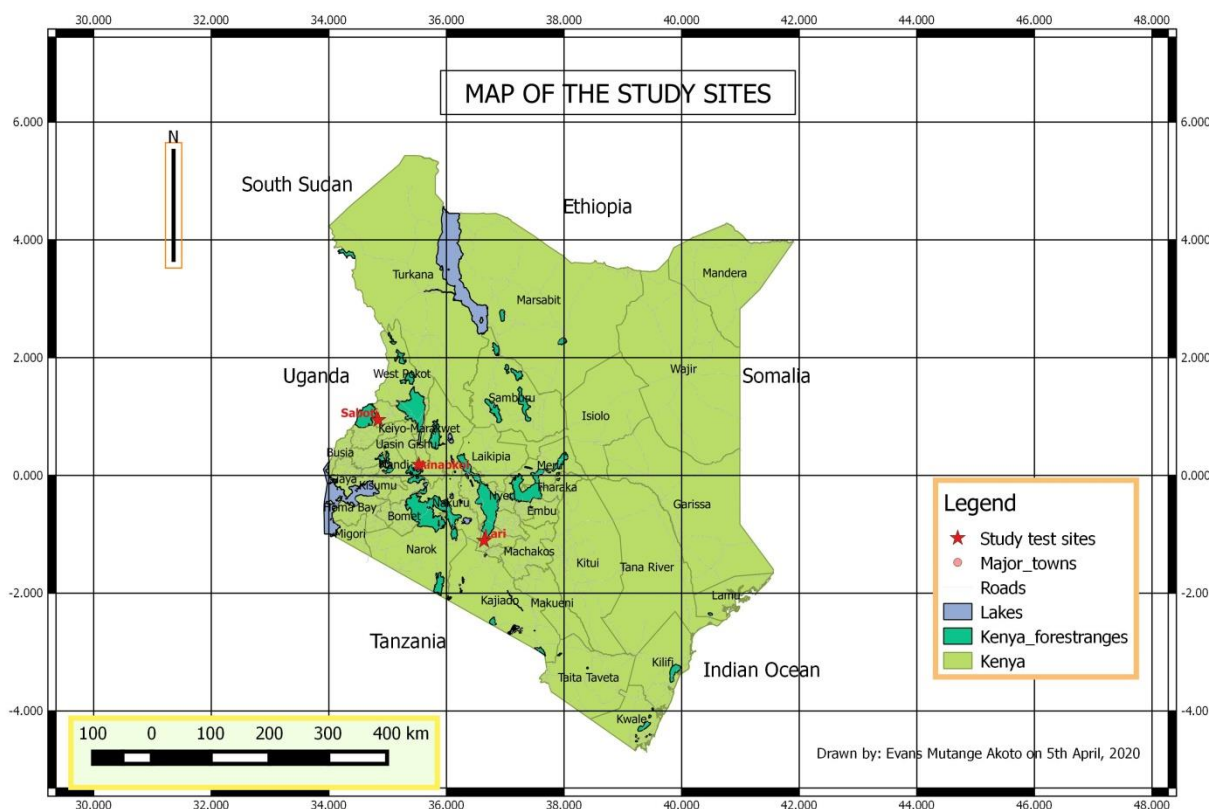 30.000 32.000 34.000 36.000 38.000 40.000 42.000 44.000 46.000 48.000
MAP OF THE STUDY SITES
6.000 6.000
N
South Sudan
Ethiopia
4.000 4.000
Turkana
Mandera
Marsabit
2.000 2.000
Uganda
West Pokot
Wajir
Somalia
Samburu
Saboti
Isiolo
Keiyo-Marakwet
Uasin Gishu
Busia
Laikipia
Nandi
Meru
0.000 0.000
Siaya
Kisumu
Tharaka
Nyeri
Nakuru
Garissa
Homa Bay
Embu
Bomet
Migori
Lari
Narok
Machakos
Kitui
Tana River
-2.000 -2.000
Kajiado
Makueni
Lamu
Tanzania
Kilifi
Indian Ocean
Taita Taveta
Kwale
-4.000 -4.000
Legend
Study test sites
Major_towns
Roads
Lakes
Kenya_forestranges
Kenya
100 0 100 200 300 400 km
Drawn by: Evans Mutange Akoto on 5th April, 2020
30.000 32.000 34.000 36.000 38.000 40.000 42.000 44.000 46.000 48.000